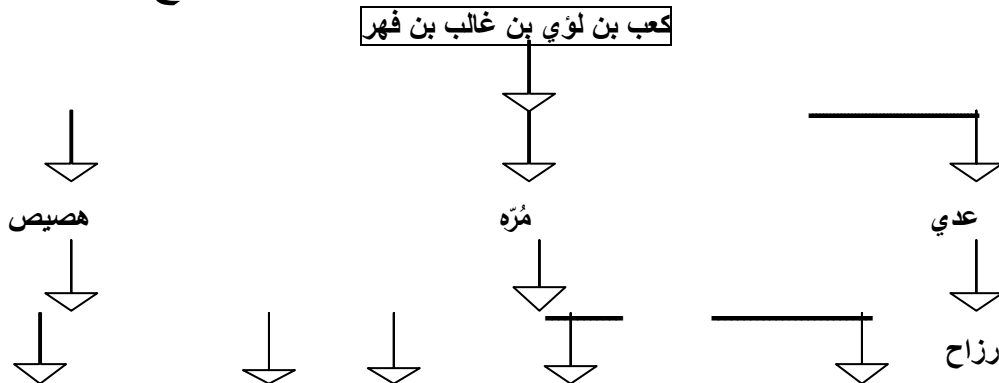 كعب بن لؤي بن غالب بن فهر
عدي مُرّه هصيص
رزاح